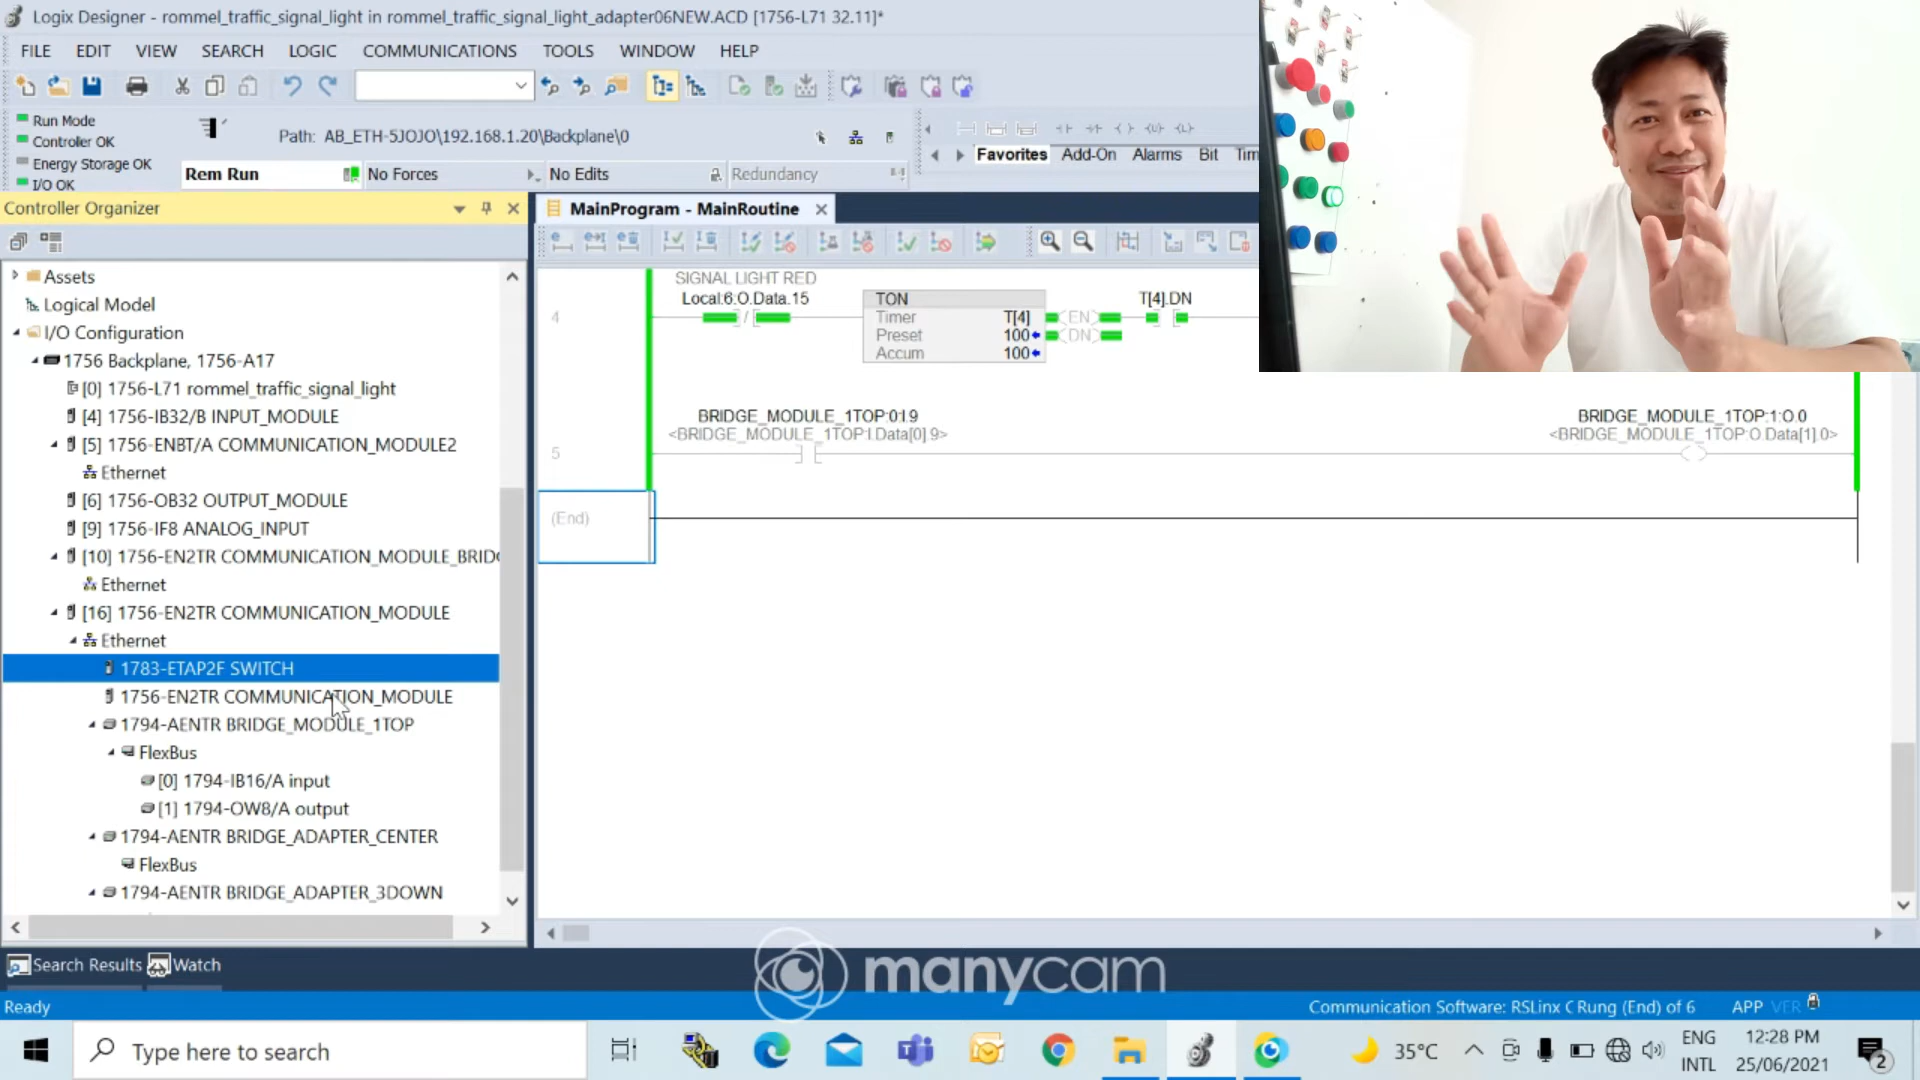 Logix Designer - rommel_traffic_signal_light in rommel_traffic_signal_light_adapter06NEW.ACD [1756-L71 32.11]*
FILE EDIT VIEW SEARCH LOGIC COMMUNICATIONS TOOLS WINDOW HELP
Run Mode
Controller OK
Energy Storage OK
I/O OK
Path: AB_ETH-5JOJO\192.168.1.20\Backplane\0
Rem Run No Forces No Edits Redundancy
Favorites Add-On Alarms Bit Tim
Controller Organizer
MainProgram - MainRoutine
Assets
Logical Model
I/O Configuration
1756 Backplane, 1756-A17
[0] 1756-L71 rommel_traffic_signal_light
[4] 1756-IB32/B INPUT_MODULE
[5] 1756-ENBT/A COMMUNICATION_MODULE2
Ethernet
[6] 1756-OB32 OUTPUT_MODULE
[9] 1756-IF8 ANALOG_INPUT
[10] 1756-EN2TR COMMUNICATION_MODULE_BRID
Ethernet
[16] 1756-EN2TR COMMUNICATION_MODULE
Ethernet
1783-ETAP2F SWITCH
1756-EN2TR COMMUNICATION_MODULE
1794-AENTR BRIDGE_MODULE_1TOP
FlexBus
[0] 1794-IB16/A input
[1] 1794-OW8/A output
1794-AENTR BRIDGE_ADAPTER_CENTER
FlexBus
1794-AENTR BRIDGE_ADAPTER_3DOWN
SIGNAL LIGHT RED
Local:6:O.Data.15
4
TON
Timer T[4]
Preset 100
Accum 100
EN
DN
T[4].DN
BRIDGE_MODULE_1TOP:0:I.9
<BRIDGE_MODULE_1TOP:I.Data[0].9>
BRIDGE_MODULE_1TOP:1:O.0
<BRIDGE_MODULE_1TOP:O.Data[1].0>
5
(End)
Search Results Watch
manycam
Ready
Communication Software: RSLinx C Rung (End) of 6 APP VER
Type here to search
35°C
ENG
INTL
12:28 PM
25/06/2021
2